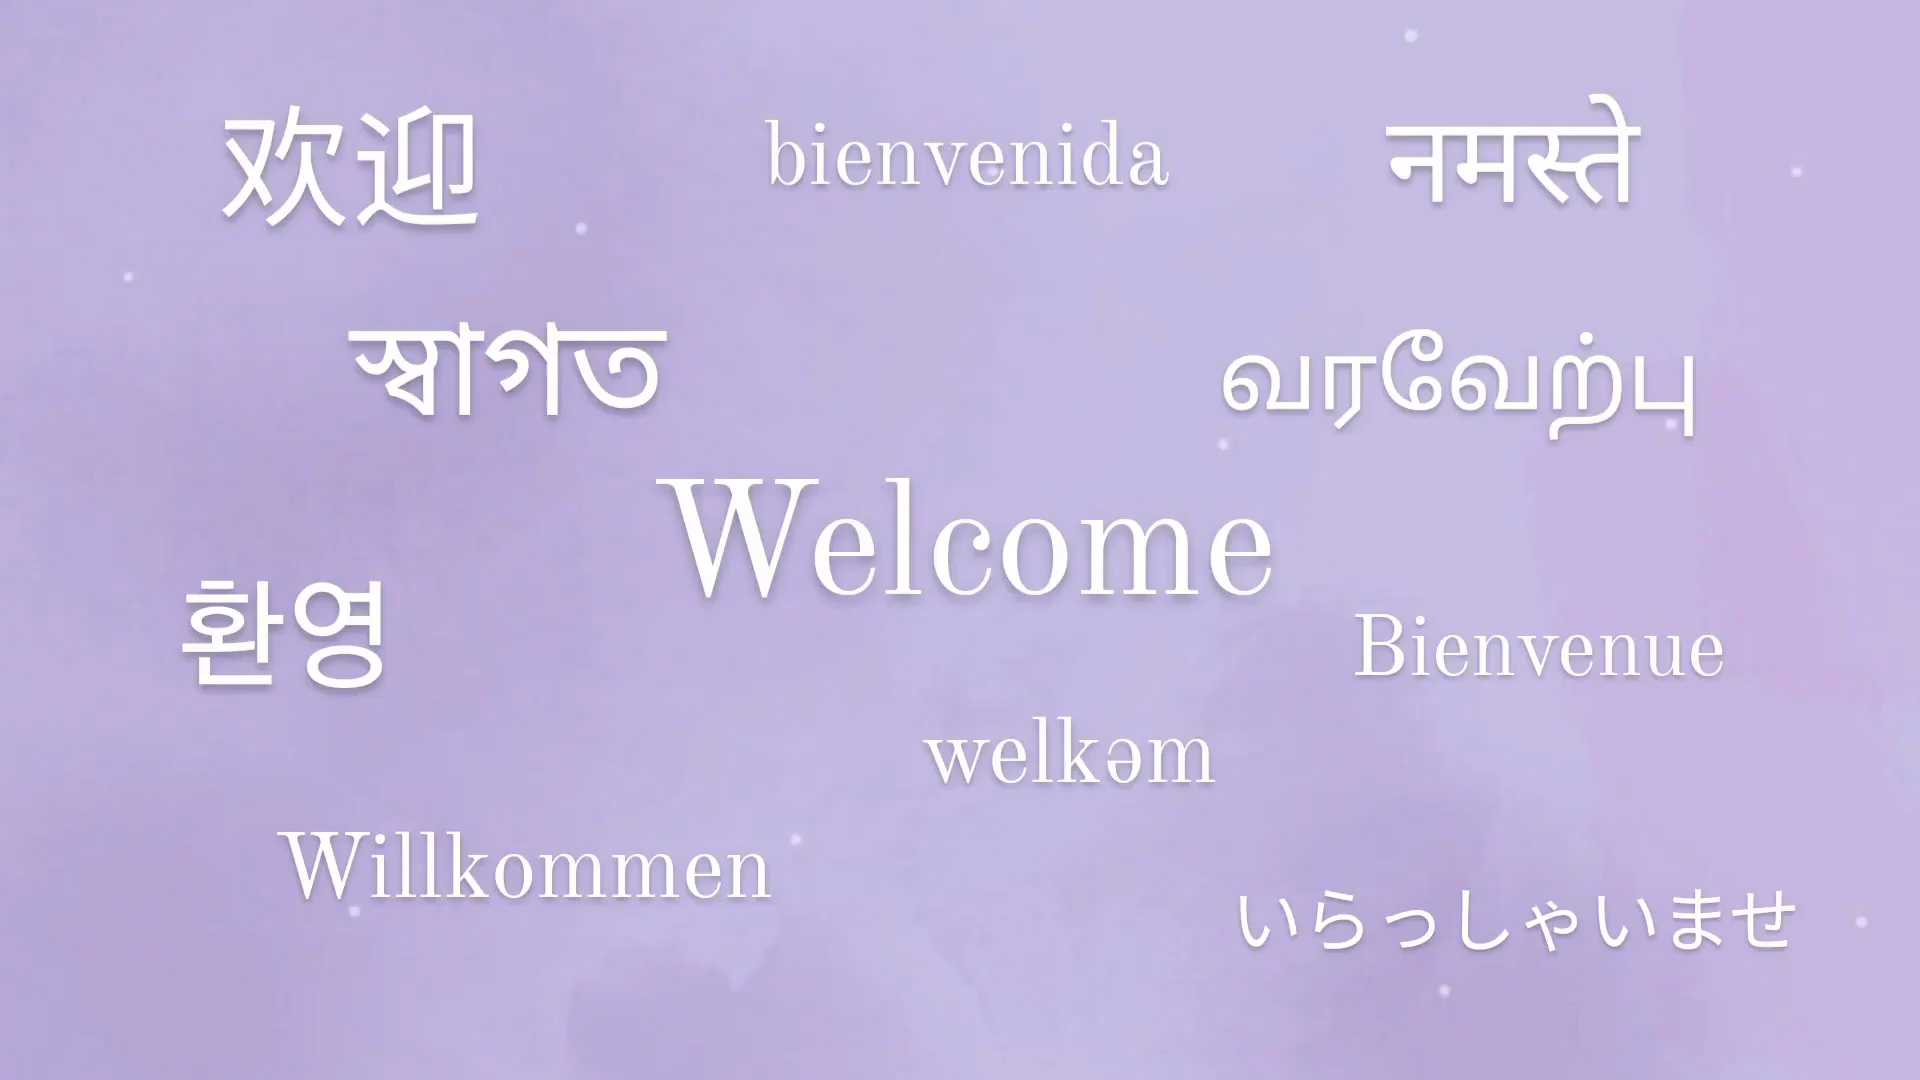 欢迎
bienvenida
नमस्ते
স্বাগত
வரவேற்பு
Welcome
환영
Bienvenue
welkəm
Willkommen
いらっしゃいませ